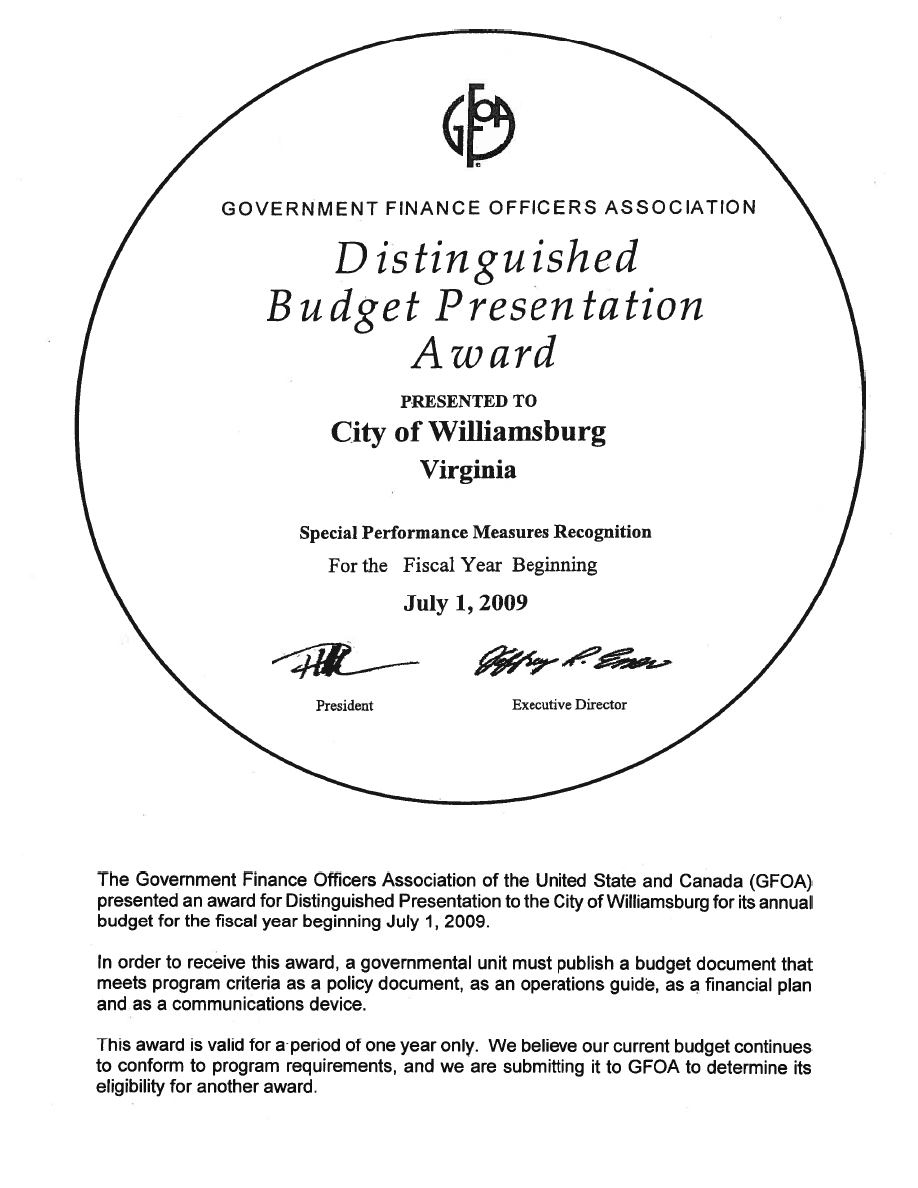 GFOA
GOVERNMENT FINANCE OFFICERS ASSOCIATION
Distinguished
Budget Presentation
Award
PRESENTED TO
City of Williamsburg
Virginia
Special Performance Measures Recognition
For the Fiscal Year Beginning
July 1, 2009
Jeffrey R. Ener
President Executive Director
The Government Finance Officers Association of the United State and Canada (GFOA)
presented an award for Distinguished Presentation to the City of Williamsburg for its annual
budget for the fiscal year beginning July 1, 2009.
In order to receive this award, a governmental unit must publish a budget document that
meets program criteria as a policy document, as an operations guide, as a financial plan
and as a communications device.
This award is valid for a period of one year only. We believe our current budget continues
to conform to program requirements, and we are submitting it to GFOA to determine its
eligibility for another award.